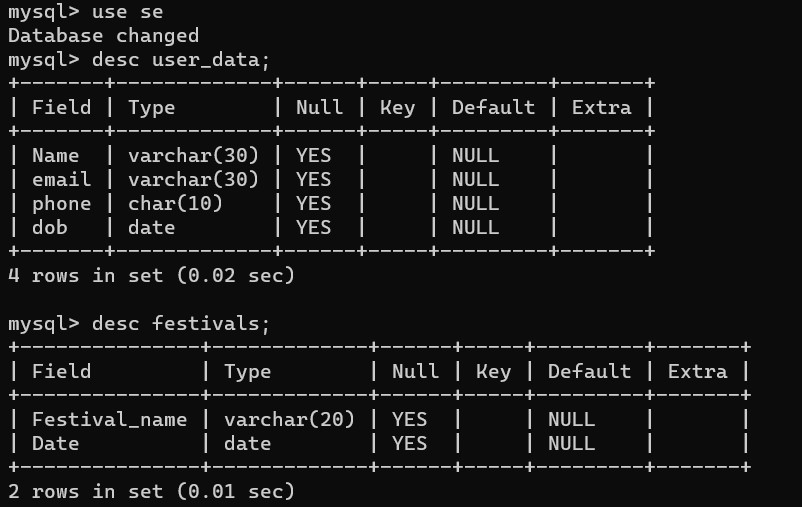 mysql> use se
Database changed
mysql> desc user_data;
+-------+-------------+------+-----+---------+-------+
| Field | Type        | Null | Key | Default | Extra |
+-------+-------------+------+-----+---------+-------+
| Name  | varchar(30) | YES  |     | NULL    |       |
| email | varchar(30) | YES  |     | NULL    |       |
| phone | char(10)    | YES  |     | NULL    |       |
| dob   | date        | YES  |     | NULL    |       |
+-------+-------------+------+-----+---------+-------+
4 rows in set (0.02 sec)

mysql> desc festivals;
+---------------+-------------+------+-----+---------+-------+
| Field         | Type        | Null | Key | Default | Extra |
+---------------+-------------+------+-----+---------+-------+
| Festival_name | varchar(20) | YES  |     | NULL    |       |
| Date          | date        | YES  |     | NULL    |       |
+---------------+-------------+------+-----+---------+-------+
2 rows in set (0.01 sec)